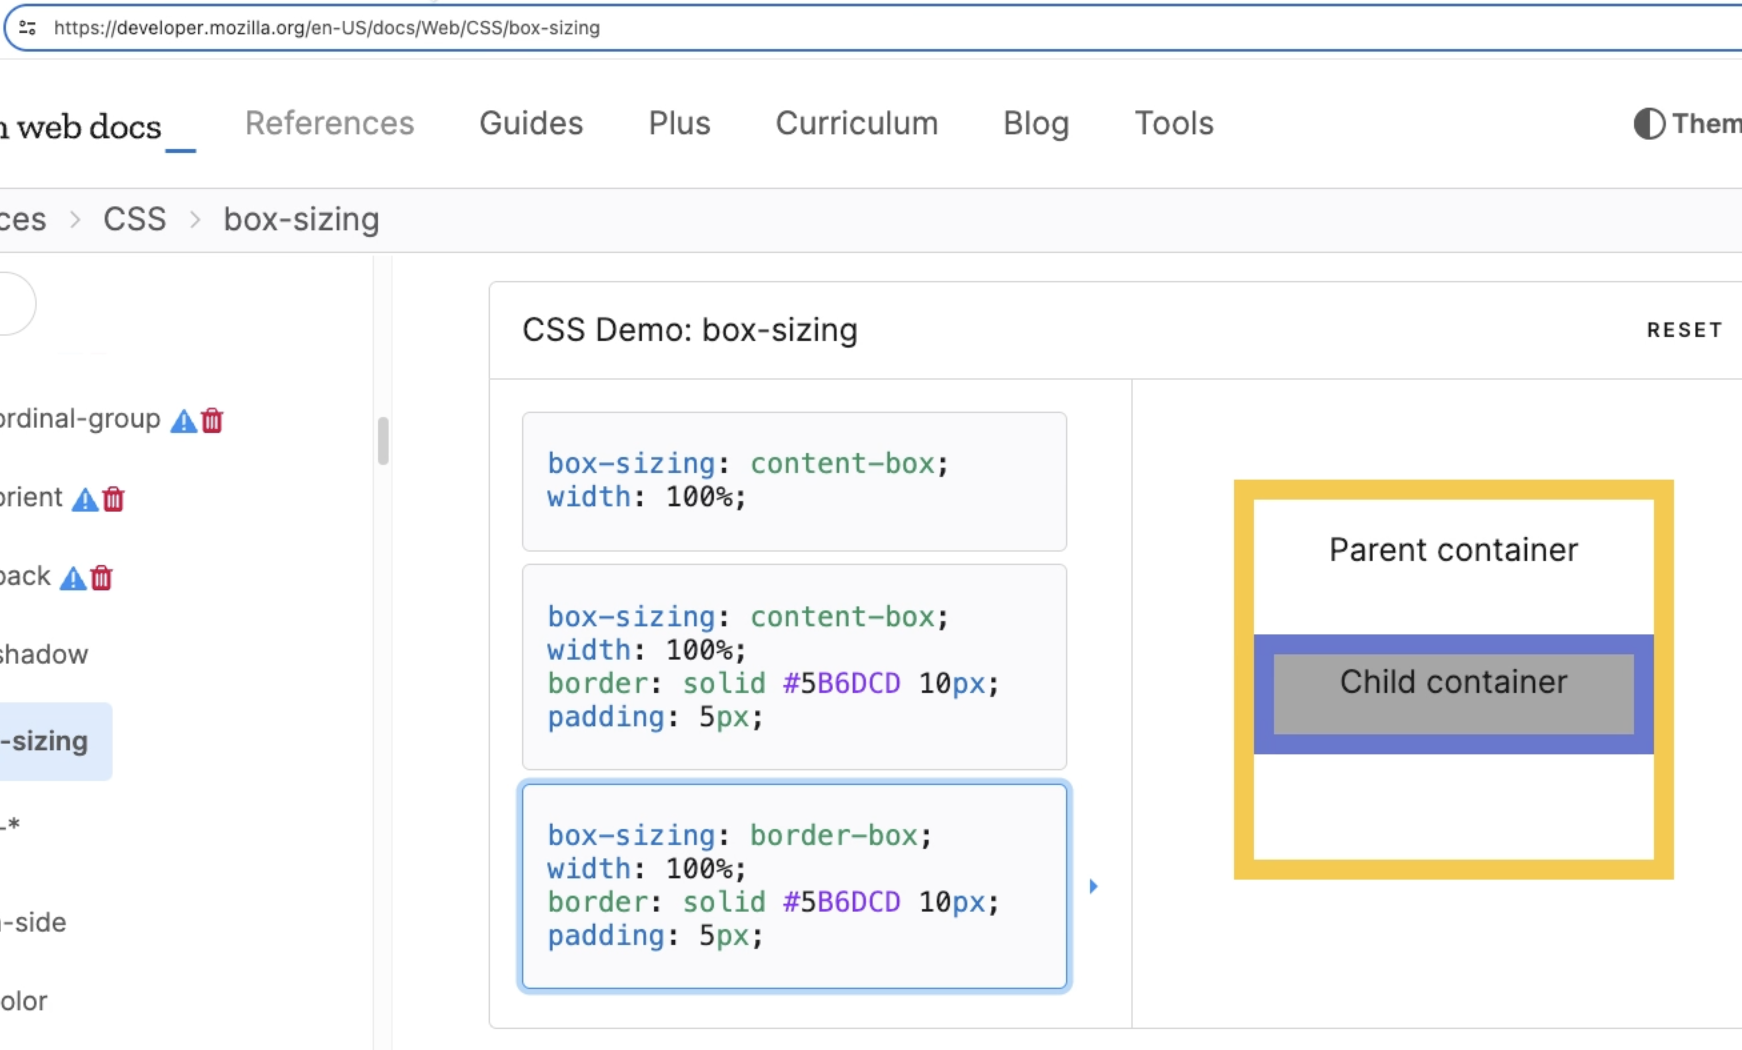 https://developer.mozilla.org/en-US/docs/Web/CSS/box-sizing
web docs References Guides Plus Curriculum Blog Tools Them
ces > CSS > box-sizing
CSS Demo: box-sizing RESET
ordinal-group
orient
pack
shadow
-sizing
-*
-side
olor
box-sizing: content-box;
width: 100%;
box-sizing: content-box;
width: 100%;
border: solid #5B6DCD 10px;
padding: 5px;
box-sizing: border-box;
width: 100%;
border: solid #5B6DCD 10px;
padding: 5px;
Parent container
Child container